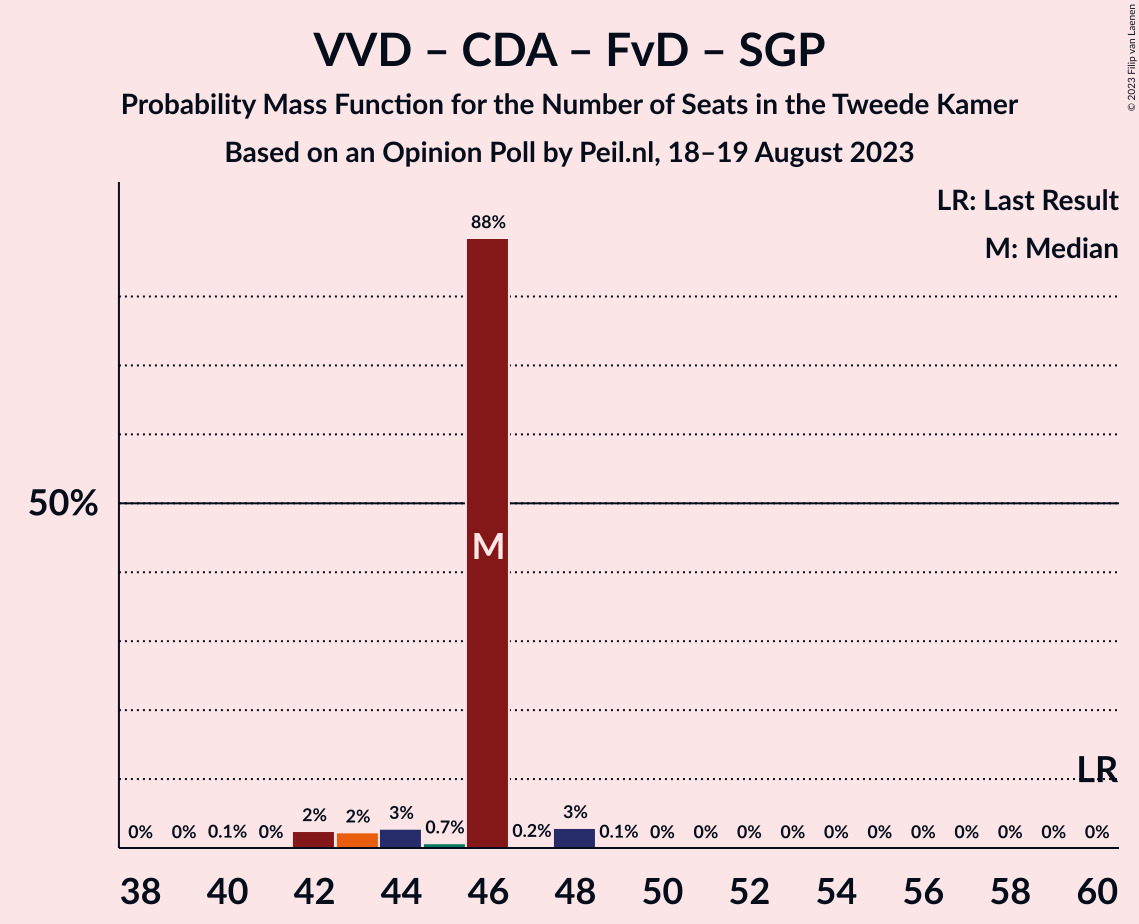 VVD – CDA – FvD – SGP
Probability Mass Function for the Number of Seats in the Tweede Kamer
Based on an Opinion Poll by Peil.nl, 18–19 August 2023
© 2023 Filip van Laenen
LR: Last Result
M: Median
88%
50%
M
LR
0% 0% 0.1% 0% 2% 2% 3% 0.7% 0.2% 3% 0.1% 0% 0% 0% 0% 0% 0% 0% 0% 0% 0% 0%
38 40 42 44 46 48 50 52 54 56 58 60